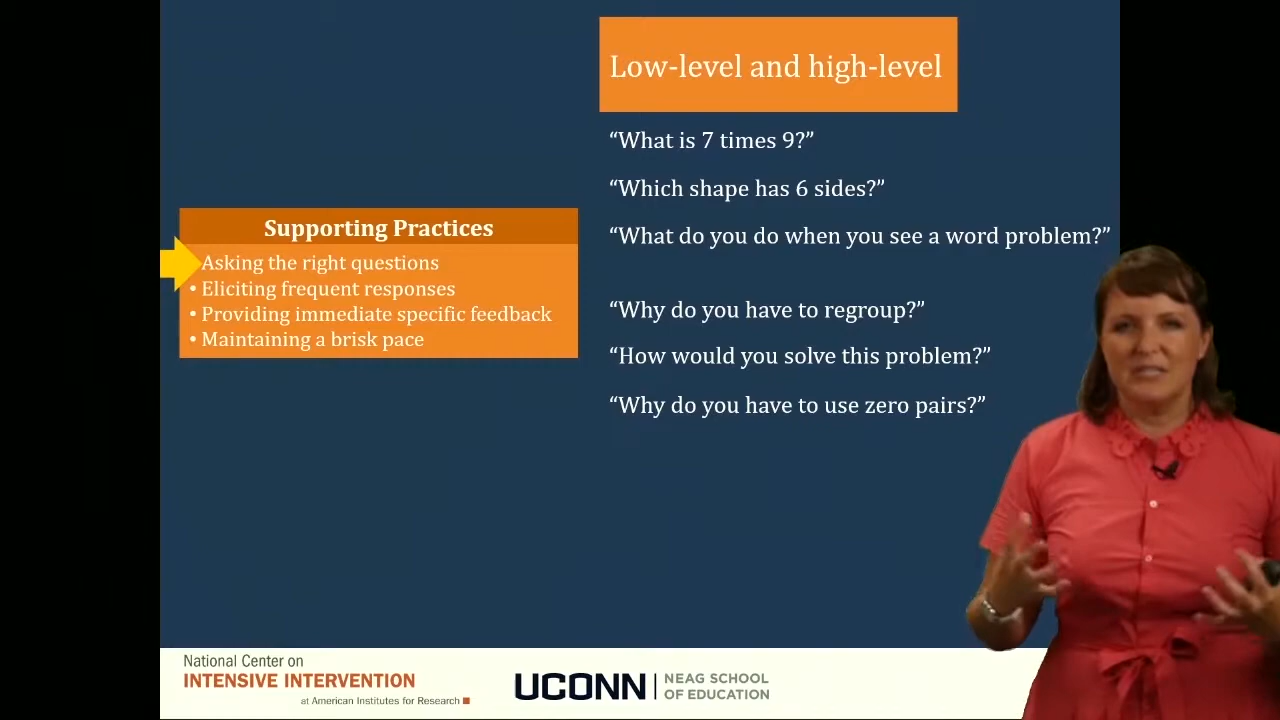 Low-level and high-level
“What is 7 times 9?”
“Which shape has 6 sides?”
“What do you do when you see a word problem?”
“Why do you have to regroup?”
“How would you solve this problem?”
“Why do you have to use zero pairs?”
Supporting Practices
Asking the right questions
• Eliciting frequent responses
• Providing immediate specific feedback
• Maintaining a brisk pace
National Center on
INTENSIVE INTERVENTION
at American Institutes for Research
UCONN
NEAG SCHOOL
OF EDUCATION